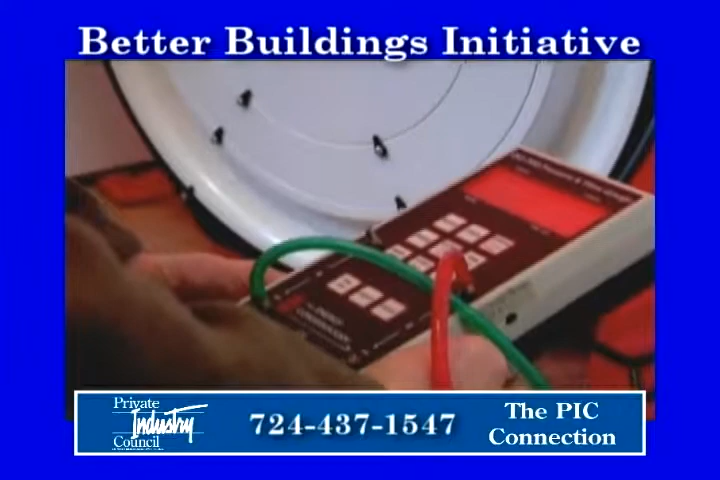 Better Buildings Initiative
Private
Industry
Council
724-437-1547
The PIC
Connection